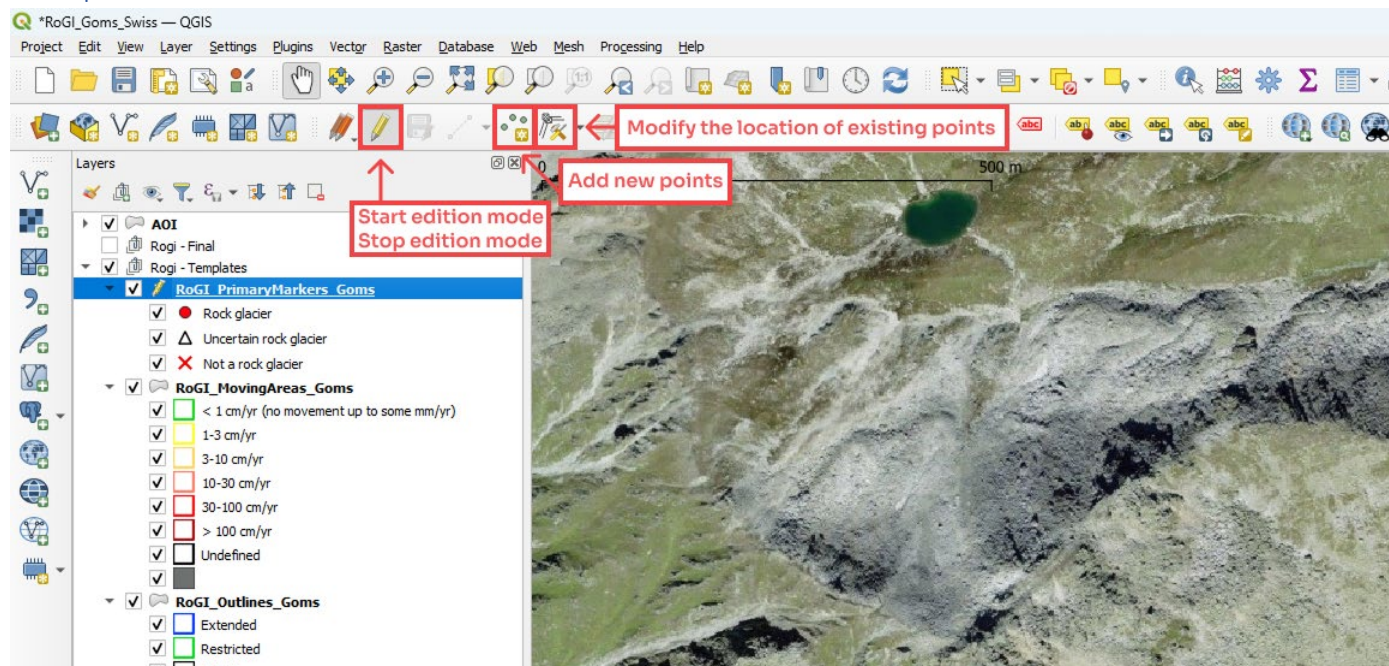 *RoGI_Goms_Swiss — QGIS
Project Edit View Layer Settings Plugins Vector Raster Database Web Mesh Processing Help
Modify the location of existing points
abc
Layers
0
500 m
Add new points
Start edition mode
Stop edition mode
AOI
Rogi - Final
Rogi - Templates
RoGI_PrimaryMarkers_Goms
Rock glacier
Uncertain rock glacier
Not a rock glacier
RoGI_MovingAreas_Goms
< 1 cm/yr (no movement up to some mm/yr)
1-3 cm/yr
3-10 cm/yr
10-30 cm/yr
30-100 cm/yr
> 100 cm/yr
Undefined
RoGI_Outlines_Goms
Extended
Restricted